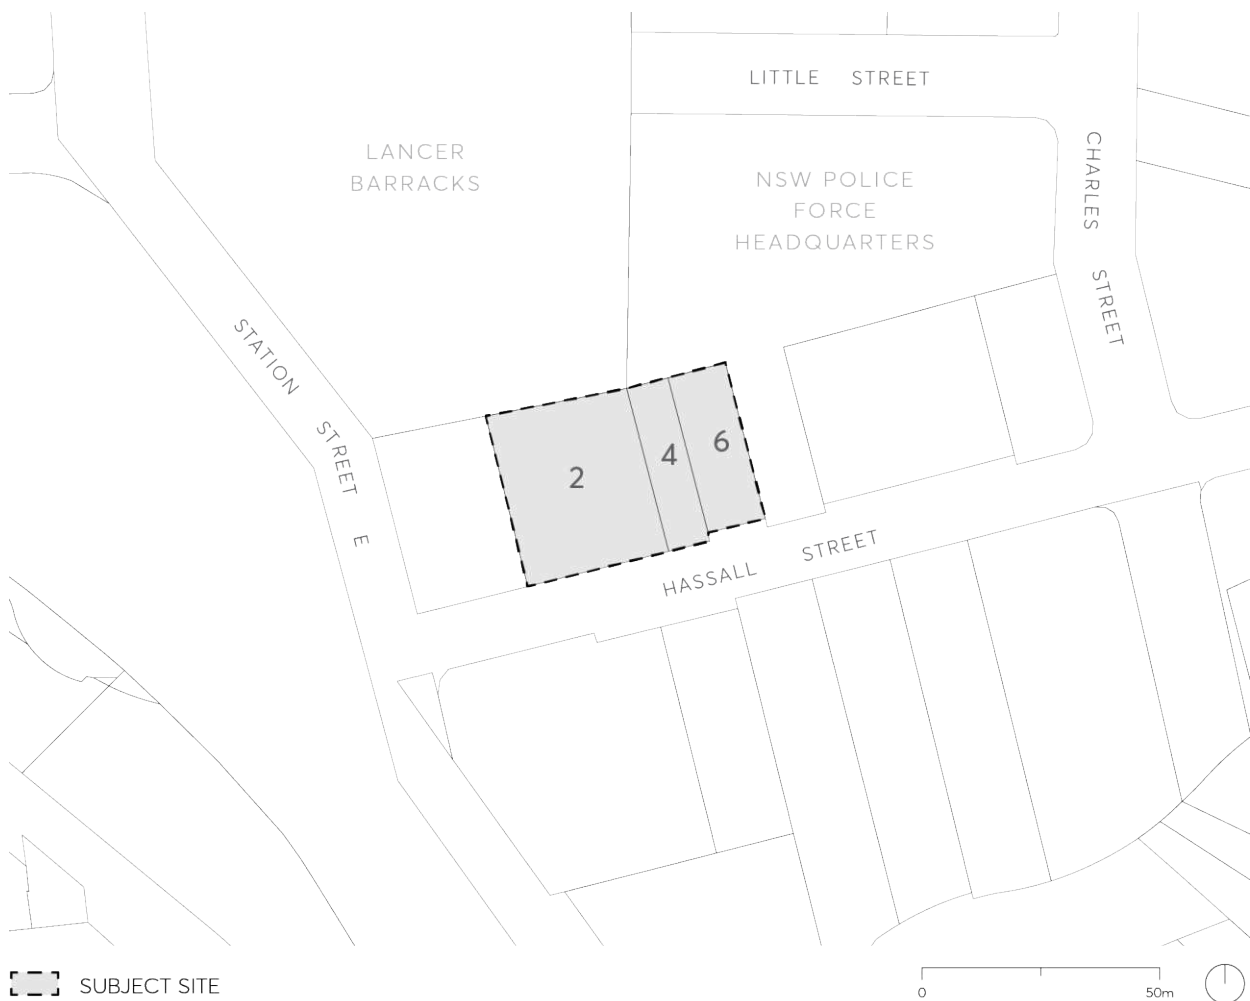 LITTLE STREET
LANCER
BARRACKS
NSW POLICE
FORCE
HEADQUARTERS
CHARLES STREET
STATION STREET E
2
4
6
HASSALL STREET
SUBJECT SITE
0
50m